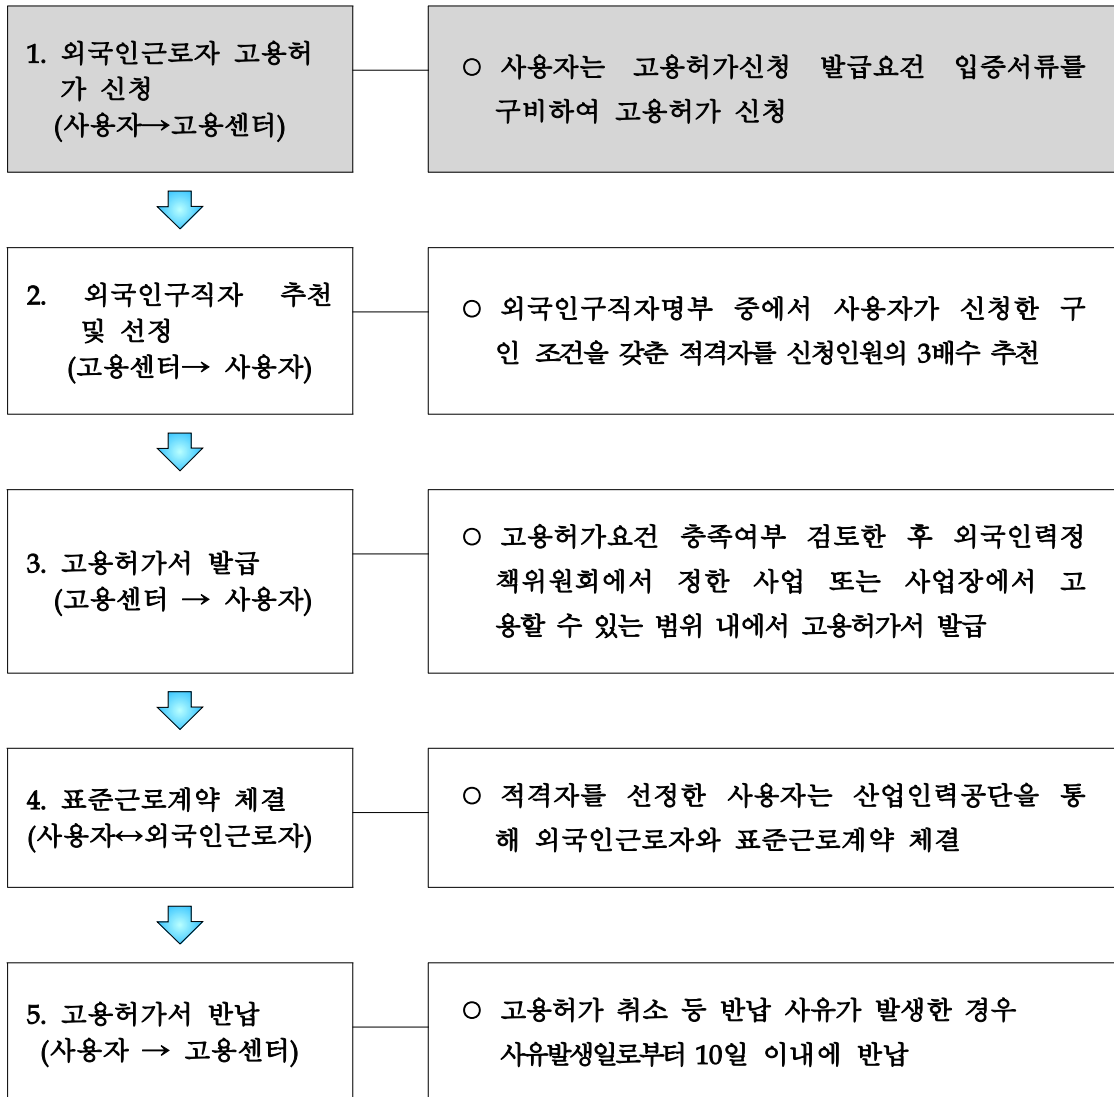 1. 외국인근로자 고용허
가 신청
(사용자→고용센터)
○ 사용자는 고용허가신청 발급요건 입증서류를
구비하여 고용허가 신청
2. 외국인구직자 추천
및 선정
(고용센터→ 사용자)
○ 외국인구직자명부 중에서 사용자가 신청한 구
인 조건을 갖춘 적격자를 신청인원의 3배수 추천
3. 고용허가서 발급
(고용센터 → 사용자)
○ 고용허가요건 충족여부 검토한 후 외국인력정
책위원회에서 정한 사업 또는 사업장에서 고
용할 수 있는 범위 내에서 고용허가서 발급
4. 표준근로계약 체결
(사용자↔외국인근로자)
○ 적격자를 선정한 사용자는 산업인력공단을 통
해 외국인근로자와 표준근로계약 체결
5. 고용허가서 반납
(사용자 → 고용센터)
○ 고용허가 취소 등 반납 사유가 발생한 경우
사유발생일로부터 10일 이내에 반납